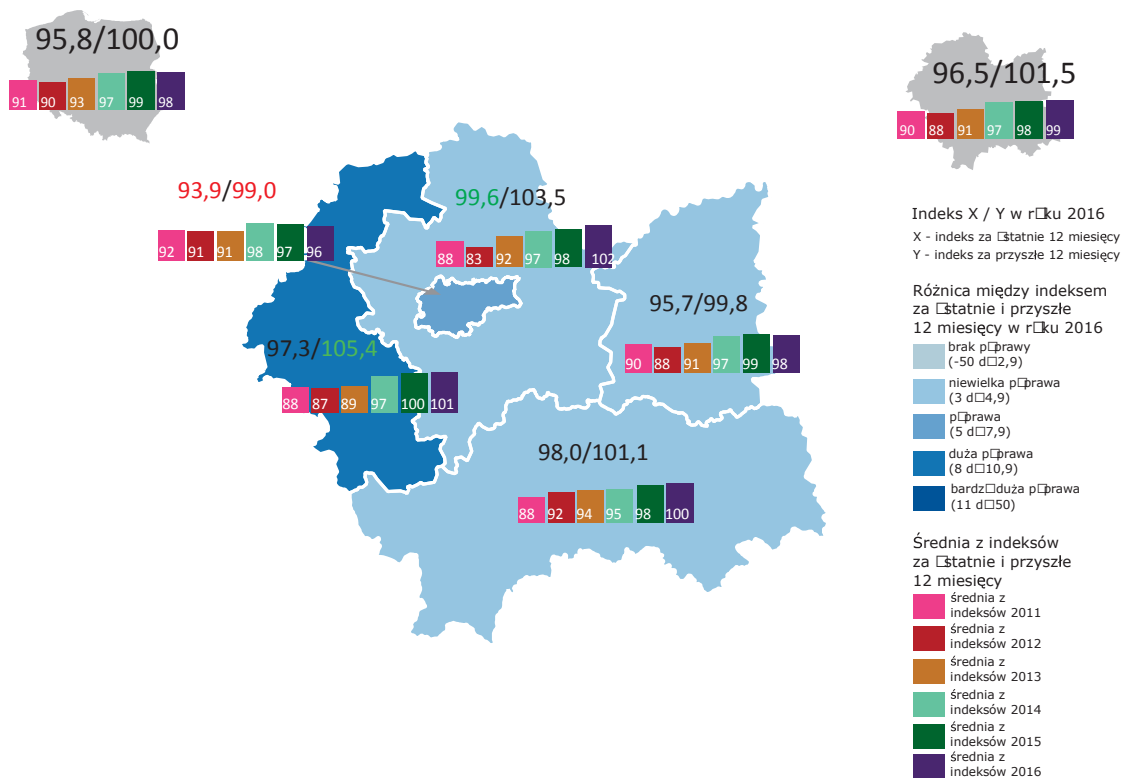 95,8/100,0
91 90 93 97 99 98
96,5/101,5
90 88 91 97 98 99
93,9/99,0
92 91 91 98 97 96
99,6/103,5
88 83 92 97 98 102
95,7/99,8
90 88 91 97 99 98
97,3/105,4
88 87 89 97 100 101
98,0/101,1
88 92 94 95 98 100
Indeks X / Y w r□ku 2016
X - indeks za □statnie 12 miesięcy
Y - indeks za przyszłe 12 miesięcy
Różnica między indeksem
za □statnie i przyszłe
12 miesięcy w r□ku 2016
brak p□prawy
(-50 d□2,9)
niewielka p□prawa
(3 d□4,9)
p□prawa
(5 d□7,9)
duża p□prawa
(8 d□10,9)
bardz□duża p□prawa
(11 d□50)
Średnia z indeksów
za □statnie i przyszłe
12 miesięcy
średnia z
indeksów 2011
średnia z
indeksów 2012
średnia z
indeksów 2013
średnia z
indeksów 2014
średnia z
indeksów 2015
średnia z
indeksów 2016